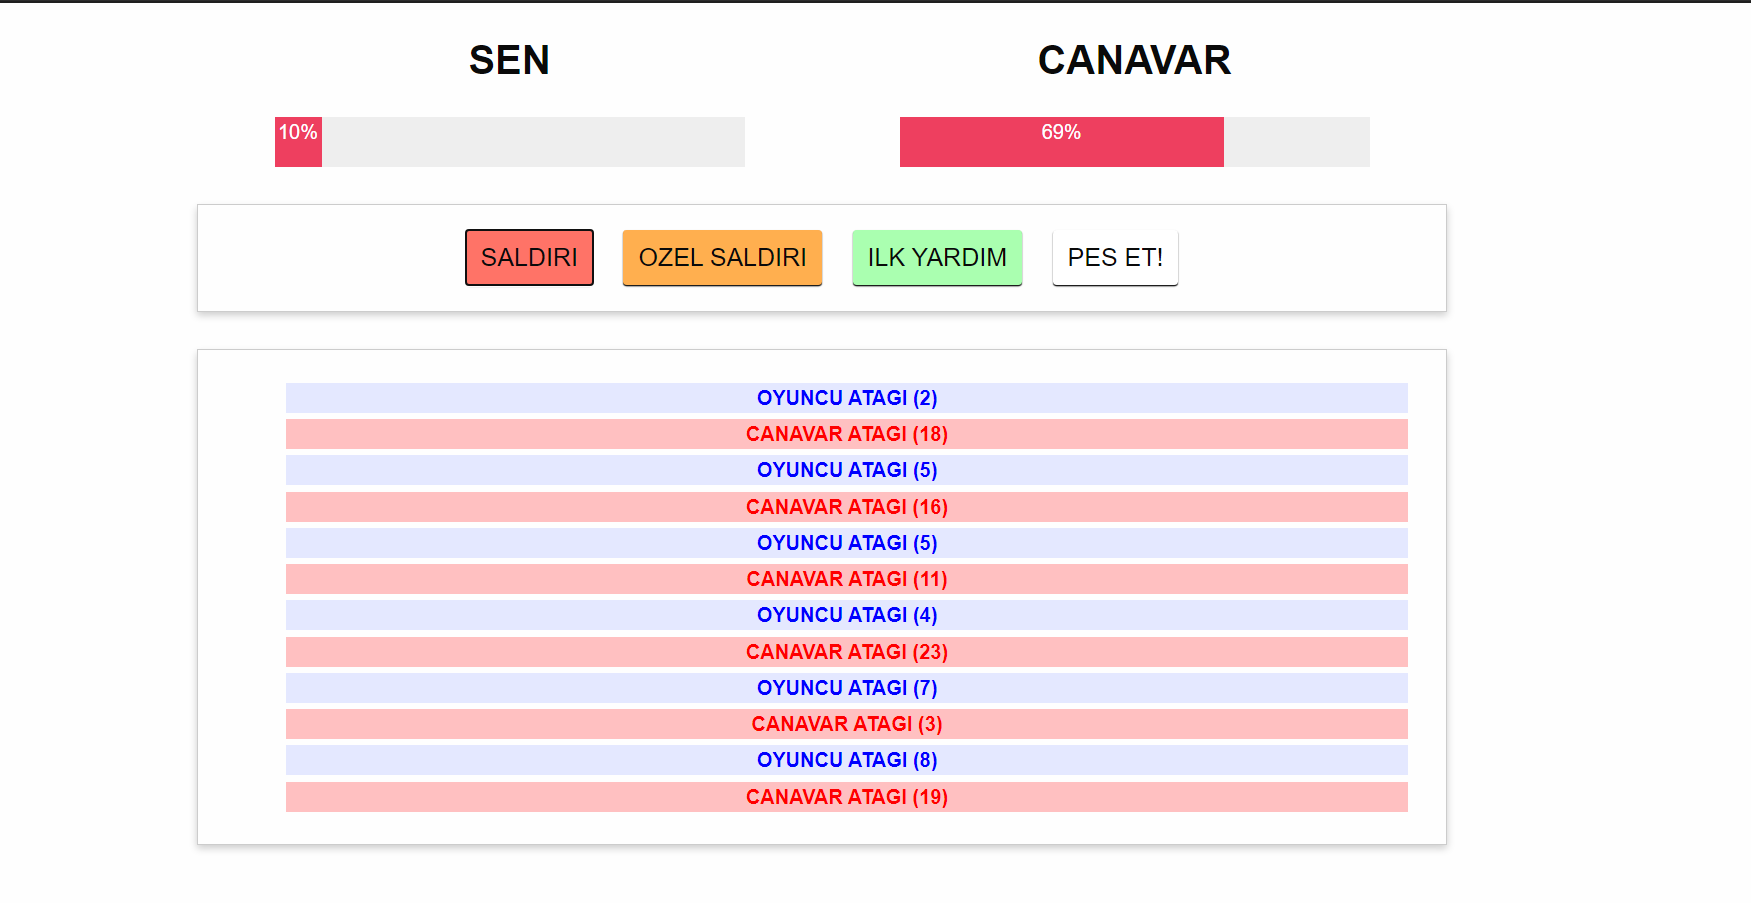 SEN
CANAVAR
10%
69%
SALDIRI
OZEL SALDIRI
ILK YARDIM
PES ET!
OYUNCU ATAGI (2)
CANAVAR ATAGI (18)
OYUNCU ATAGI (5)
CANAVAR ATAGI (16)
OYUNCU ATAGI (5)
CANAVAR ATAGI (11)
OYUNCU ATAGI (4)
CANAVAR ATAGI (23)
OYUNCU ATAGI (7)
CANAVAR ATAGI (3)
OYUNCU ATAGI (8)
CANAVAR ATAGI (19)